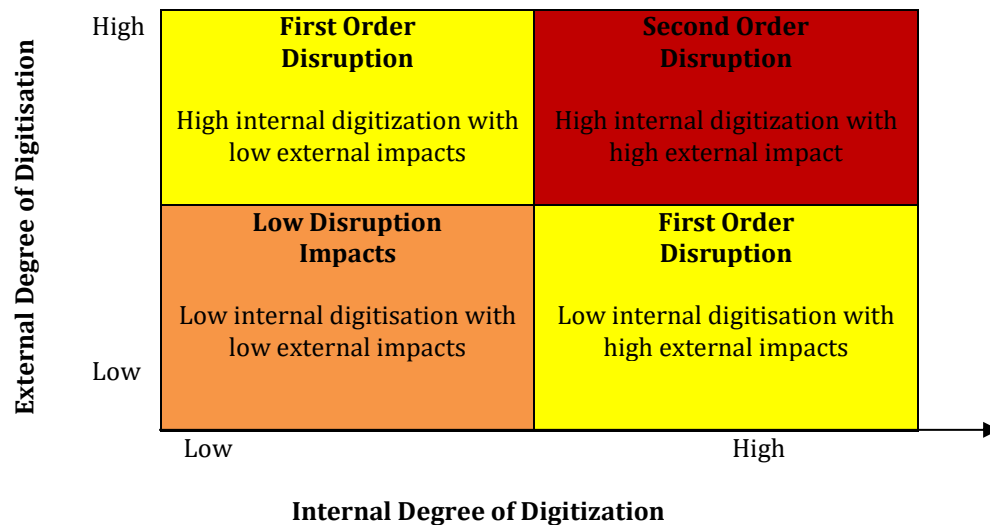 External Degree of Digitisation
High
First Order
Disruption
High internal digitization with
low external impacts
Second Order
Disruption
High internal digitization with
high external impact
Low Disruption
Impacts
Low internal digitisation with
low external impacts
First Order
Disruption
Low internal digitisation with
high external impacts
Low
Low
High
Internal Degree of Digitization